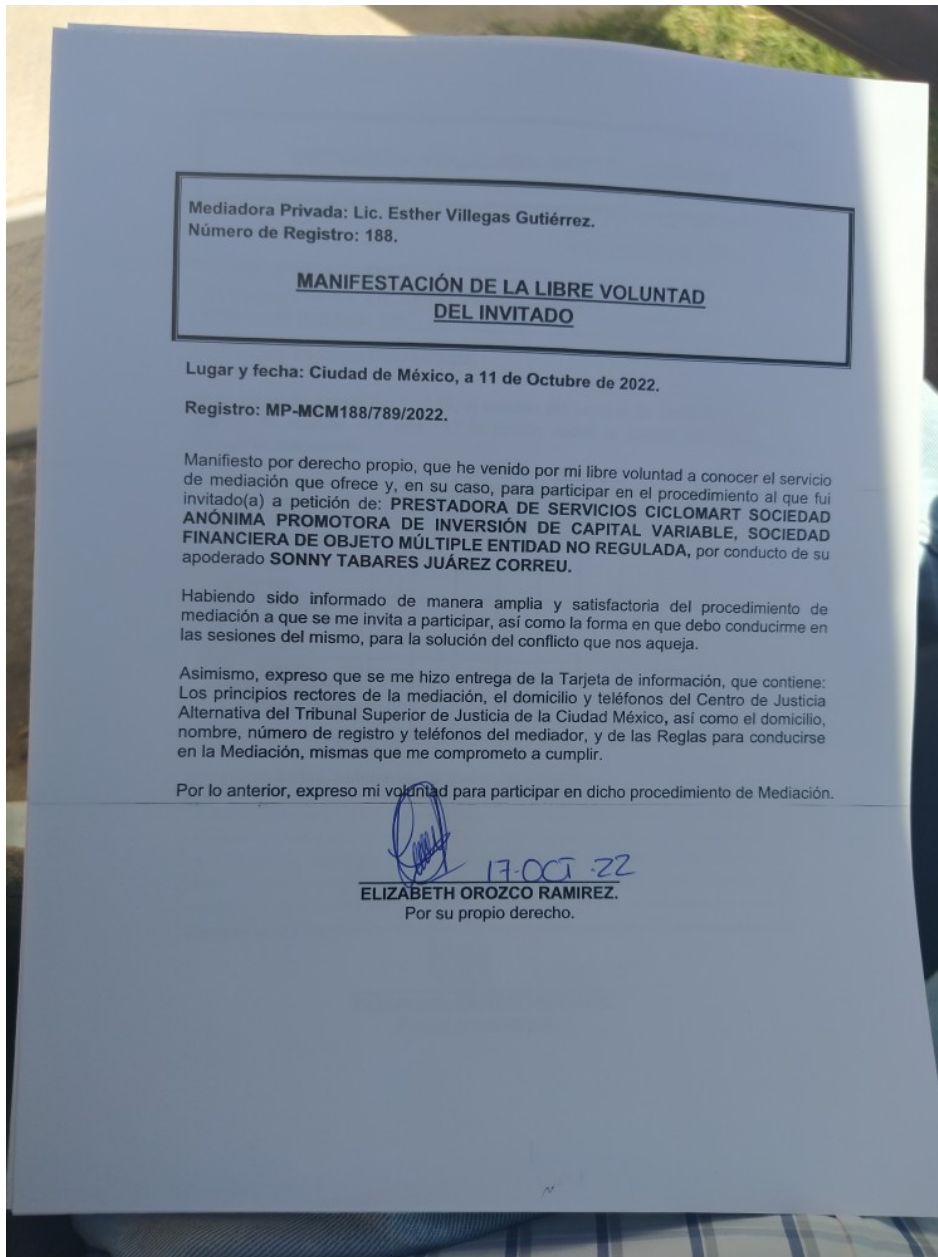 Mediadora Privada: Lic. Esther Villegas Gutiérrez.
Número de Registro: 188.
MANIFESTACIÓN DE LA LIBRE VOLUNTAD
DEL INVITADO
Lugar y fecha: Ciudad de México, a 11 de Octubre de 2022.
Registro: MP-MCM188/789/2022.
Manifiesto por derecho propio, que he venido por mi libre voluntad a conocer el servicio
de mediación que ofrece y, en su caso, para participar en el procedimiento al que fui
invitado(a) a petición de: PRESTADORA DE SERVICIOS CICLOMART SOCIEDAD
ANÓNIMA PROMOTORA DE INVERSIÓN DE CAPITAL VARIABLE, SOCIEDAD
FINANCIERA DE OBJETO MÚLTIPLE ENTIDAD NO REGULADA, por conducto de su
apoderado SONNY TABARES JUÁREZ CORREU.
Habiendo sido informado de manera amplia y satisfactoria del procedimiento de
mediación a que se me invita a participar, así como la forma en que debo conducirme en
las sesiones del mismo, para la solución del conflicto que nos aqueja.
Asimismo, expreso que se me hizo entrega de la Tarjeta de información, que contiene:
Los principios rectores de la mediación, el domicilio y teléfonos del Centro de Justicia
Alternativa del Tribunal Superior de Justicia de la Ciudad México, así como el domicilio,
nombre, número de registro y teléfonos del mediador, y de las Reglas para conducirse
en la Mediación, mismas que me comprometo a cumplir.
Por lo anterior, expreso mi voluntad para participar en dicho procedimiento de Mediación.
17-OCT-22
ELIZABETH OROZCO RAMIREZ.
Por su propio derecho.